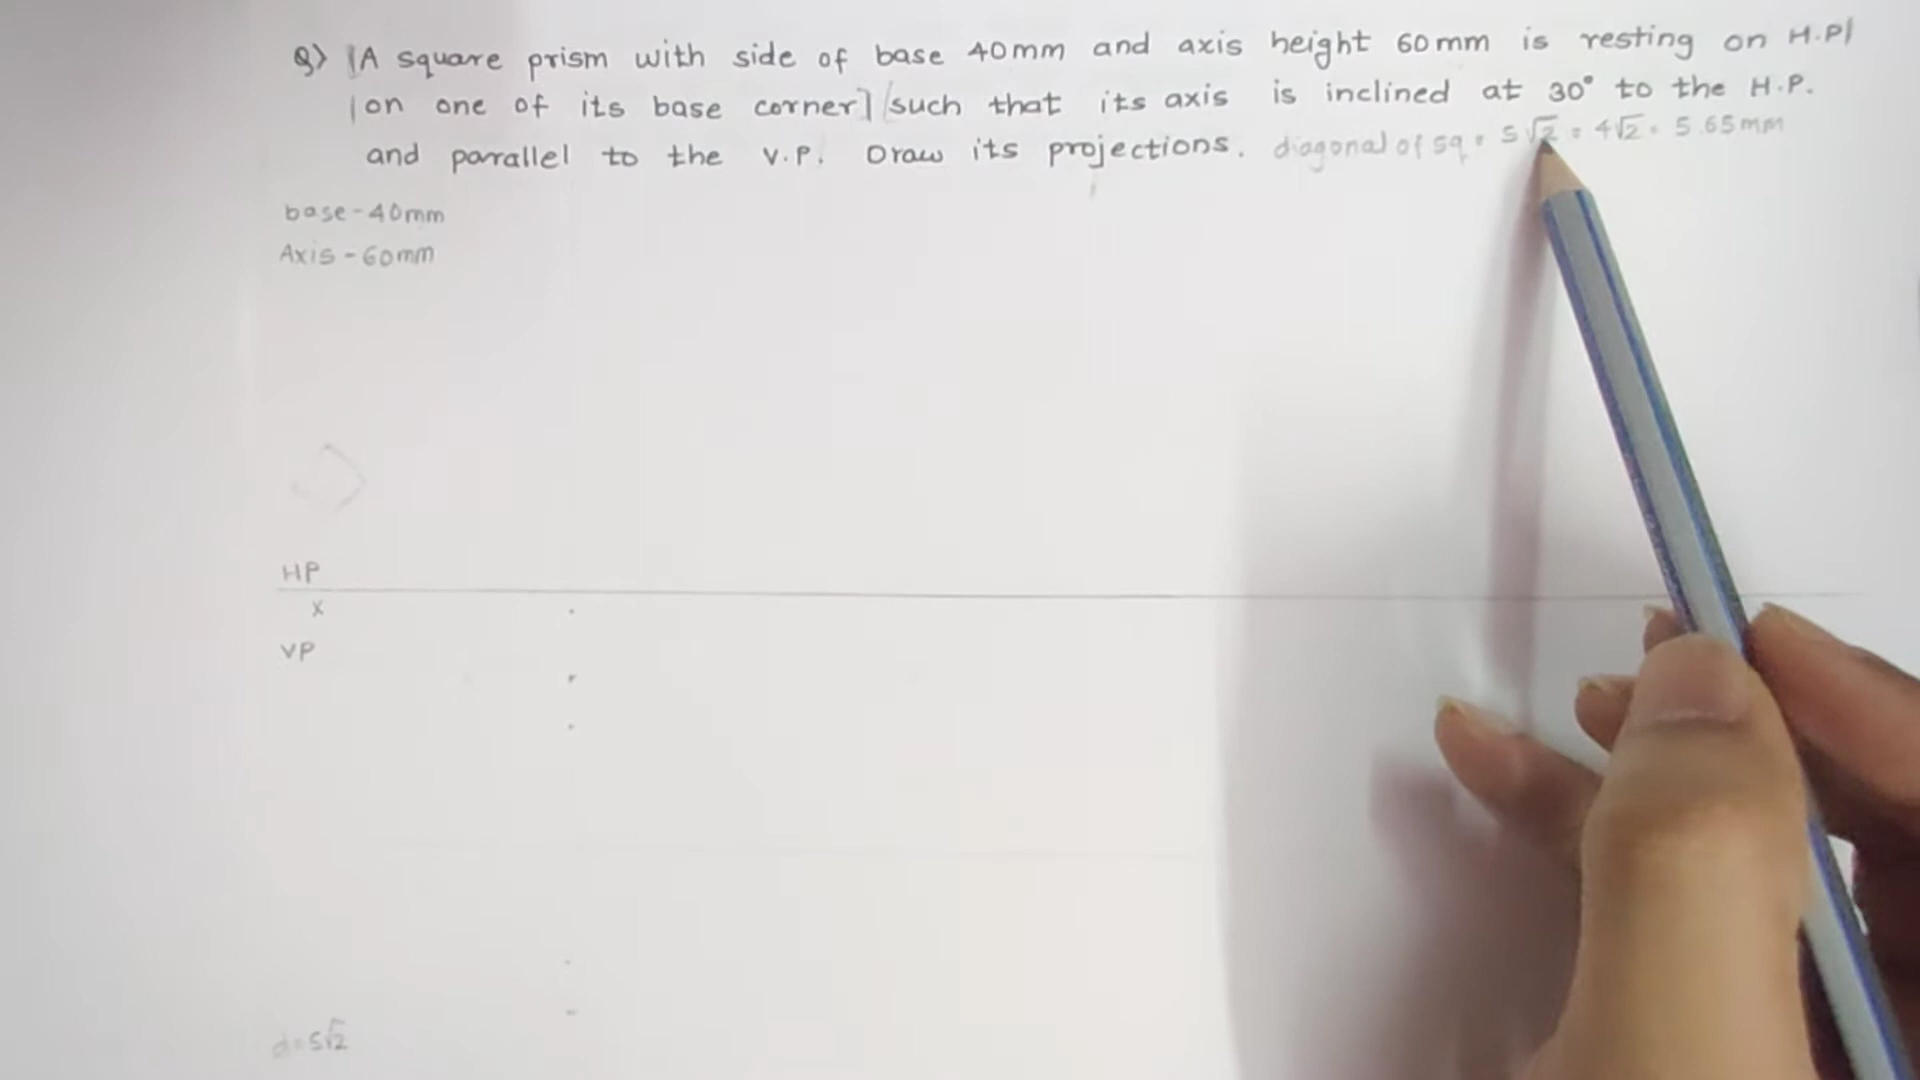 Q) [A square prism with side of base 40mm and axis height 60mm is resting on H.P]
[on one of its base corner] [such that its axis is inclined at 30° to the H.P.
and parallel to the V.P. Draw its projections. diagonal of sq = s√2 = 4√2 = 5.65mm
base-40mm
Axis-60mm
HP
X
VP
d=s√2